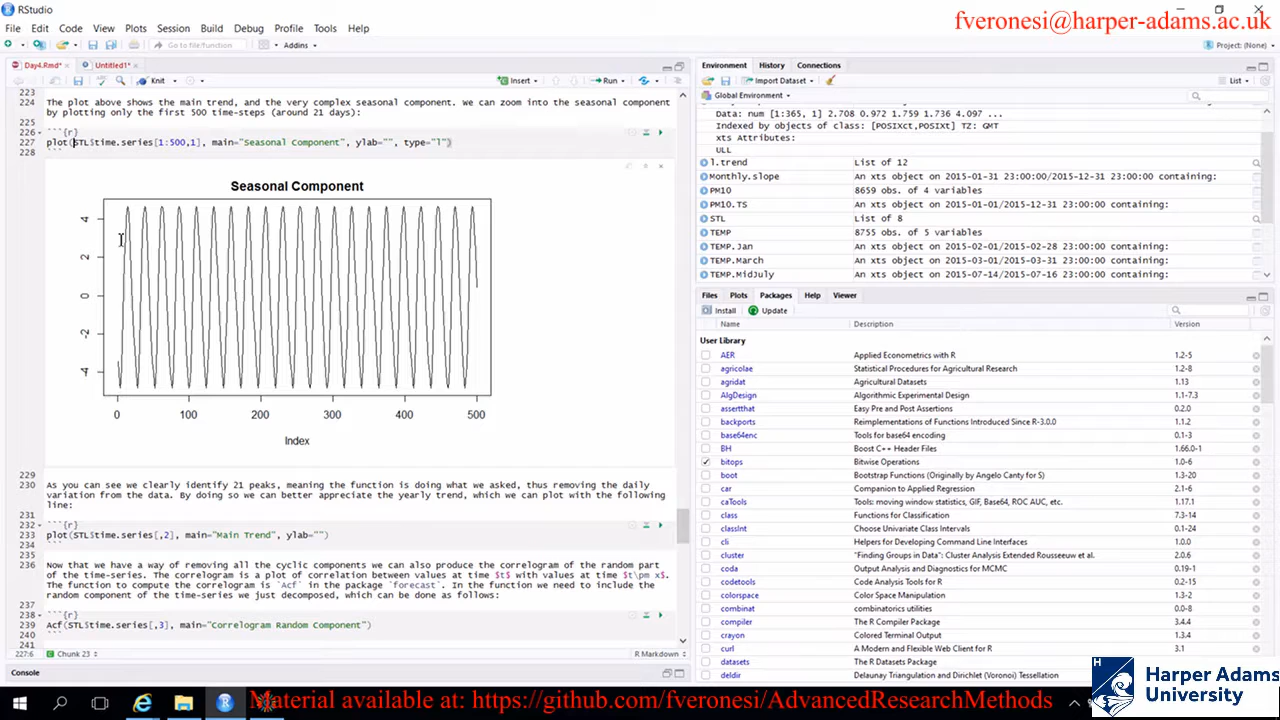 RStudio
fveronesi@harper-adams.ac.uk
File Edit Code View Plots Session Build Debug Profile Tools Help
Go to file/function Addins Project: (None)
Day4.Rmd* Untitled1*
Knit Insert Run
223
224 The plot above shows the main trend, and the very complex seasonal component. we can zoom into the seasonal component
by plotting only the first 500 time-steps (around 21 days):
225
226 ```{r}
227 plot(STL$time.series[1:500,1], main="Seasonal Component", ylab="", type="l")
228 ```
Seasonal Component
4
2
0
-2
-4
0 100 200 300 400 500
Index
229
230 As you can see we can clearly identify 21 peaks, meaning the function is doing what we asked, thus removing the daily
variation from the data. By doing so we can better appreciate the yearly trend, which we can plot with the following
line:
231
232 ```{r}
233 plot(STL$time.series[,2], main="Main Trend", ylab="")
234 ```
235
236 Now that we have a way of removing all the cyclic components we can also produce the correlogram of the random part
of the time-series. The correlogram is a plot of correlation between values at time $t$ with values at time $t\pm x$.
The function to compute the correlogram is `Acf` in the package `forecast`. In the function we need to include the
random component of the time-series we just decomposed, which can be done as follows:
237
238 ```{r}
239 Acf(STL$time.series[,3], main="Correlogram Random Component")
240 ```
241
227:6 Chunk 23 R Markdown
Console
Environment History Connections
Import Dataset List
Global Environment
Data: num [1:365, 1] 2.708 0.972 1.759 1.736 4.097 ...
Indexed by objects of class: [POSIXct,POSIXt] TZ: GMT
xts Attributes:
ULL
l.trend List of 12
Monthly.slope An xts object on 2015-01-31 23:00:00/2015-12-31 23:00:00 containing:
PM10 8659 obs. of 4 variables
PM10.TS An xts object on 2015-01-01/2015-12-31 23:00:00 containing:
STL List of 8
TEMP 8755 obs. of 5 variables
TEMP.Jan An xts object on 2015-02-01/2015-02-28 23:00:00 containing:
TEMP.March An xts object on 2015-03-01/2015-03-31 23:00:00 containing:
TEMP.MidJuly An xts object on 2015-07-14/2015-07-16 23:00:00 containing:
Files Plots Packages Help Viewer
Install Update
Name Description Version
User Library
AER Applied Econometrics with R 1.2-5
agricolae Statistical Procedures for Agricultural Research 1.2-8
agridat Agricultural Datasets 1.13
AlgDesign Algorithmic Experimental Design 1.1-7.3
assertthat Easy Pre and Post Assertions 0.2.0
backports Reimplementations of Functions Introduced Since R-3.0.0 1.1.2
base64enc Tools for base64 encoding 0.1-3
BH Boost C++ Header Files 1.66.0-1
bitops Bitwise Operations 1.0-6
boot Bootstrap Functions (Originally by Angelo Canty for S) 1.3-20
car Companion to Applied Regression 2.1-6
caTools Tools: moving window statistics, GIF, Base64, ROC AUC, etc. 1.17.1
class Functions for Classification 7.3-14
classInt Choose Univariate Class Intervals 0.1-24
cli Helpers for Developing Command Line Interfaces 1.0.0
cluster "Finding Groups in Data": Cluster Analysis Extended Rousseeuw et al. 2.0.6
coda Output Analysis and Diagnostics for MCMC 0.19-1
codetools Code Analysis Tools for R 0.2-15
colorspace Color Space Manipulation 1.3-2
combinat combinatorics utilities 0.0-8
compiler The R Compiler Package 3.4.3
crayon Colored Terminal Output 1.3.4
curl A Modern and Flexible Web Client for R 3.1
datasets The R Datasets Package
deldir Delaunay Triangulation and Dirichlet (Voronoi) Tessellation
Material available at: https://github.com/fveronesi/AdvancedResearchMethods
Harper Adams
University